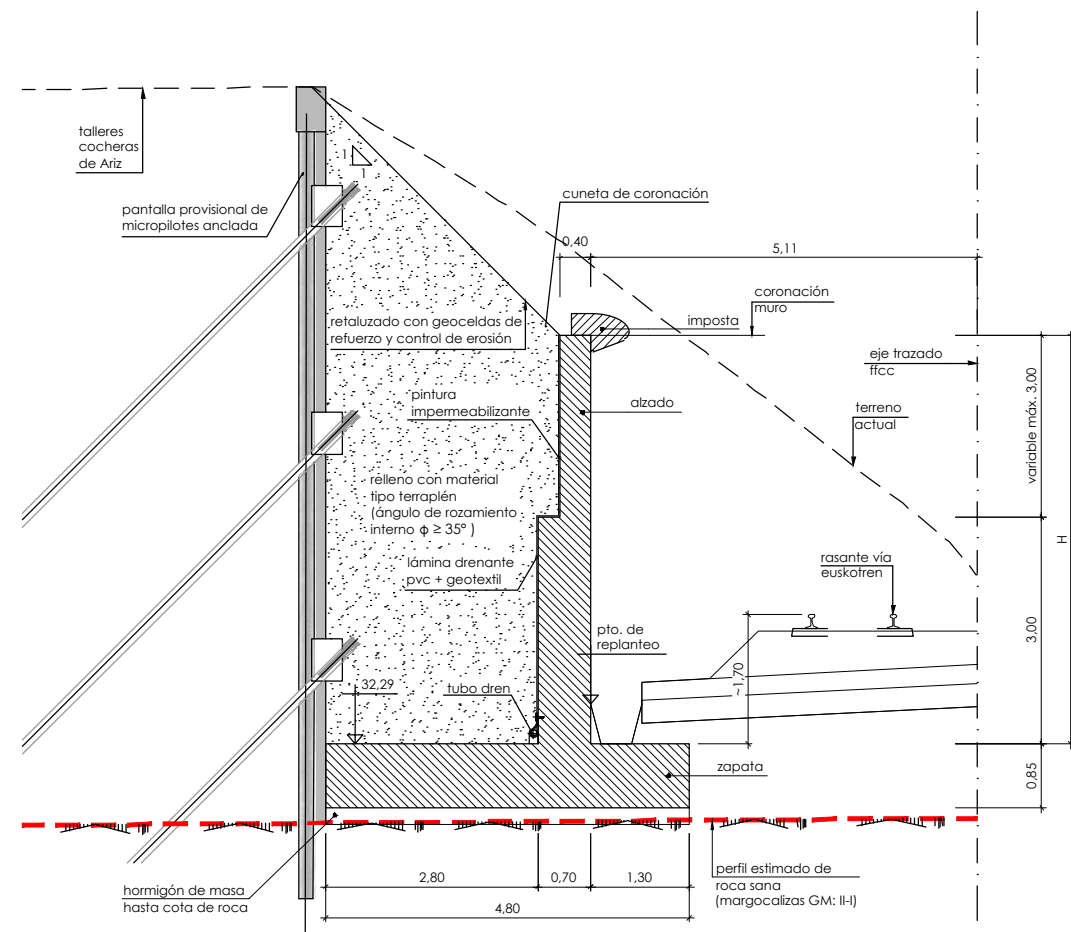 talleres
cocheras
de Ariz
1
1
pantalla provisional de
micropilotes anclada
cuneta de coronación
0,40
5,11
coronación
muro
imposta
retaluzado con geoceldas de
refuerzo y control de erosión
eje trazado
ffcc
pintura
impermeabilizante
alzado
terreno
actual
variable máx. 3,00
relleno con material
tipo terraplén
(ángulo de rozamiento
interno ϕ ≥ 35º )
H
lámina drenante
pvc + geotextil
rasante vía
euskotren
pto. de
replanteo
3,00
~1,70
32,29
tubo dren
zapata
0,85
hormigón de masa
hasta cota de roca
2,80
0,70
1,30
4,80
perfil estimado de
roca sana
(margocalizas GM: II-I)